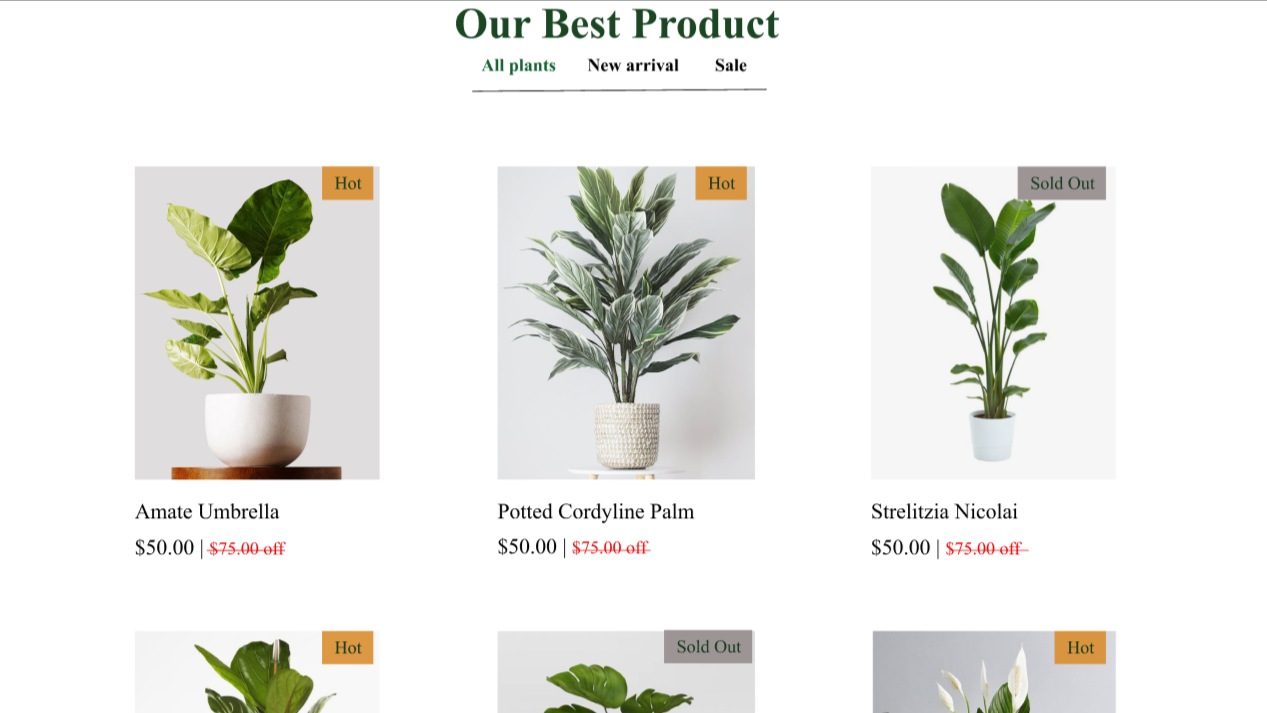 Our Best Product
All plants New arrival Sale
Hot
Hot
Sold Out
Amate Umbrella
$50.00 | $75.00 off
Potted Cordyline Palm
$50.00 | $75.00 off
Strelitzia Nicolai
$50.00 | $75.00 off
Hot
Sold Out
Hot